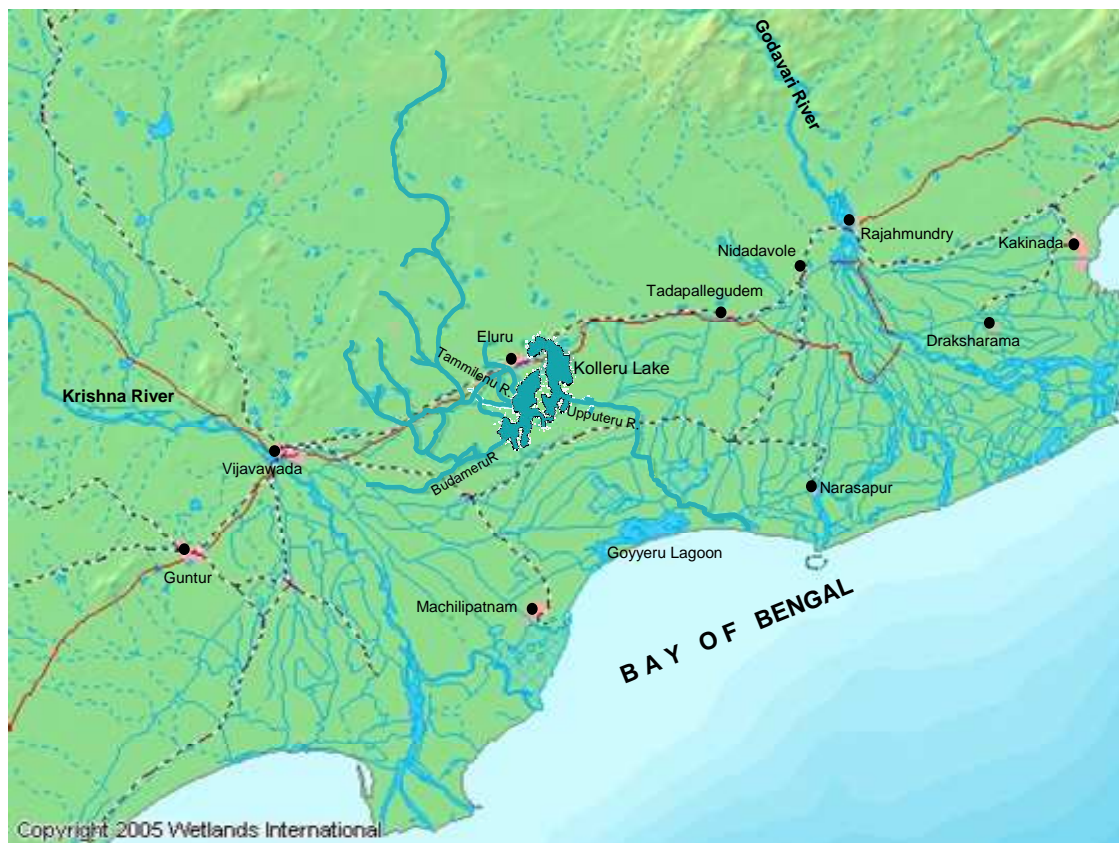 Godavari River
Rajahmundry
Kakinada
Nidadavole
Tadapallegudem
Draksharama
Eluru
Tammileru R.
Kolleru Lake
Krishna River
Upputeru R.
Vijavawada
BudameruR
Narasapur
Goyyeru Lagoon
Guntur
Machilipatnam
BAY OF BENGAL
Copyright 2005 Wetlands International